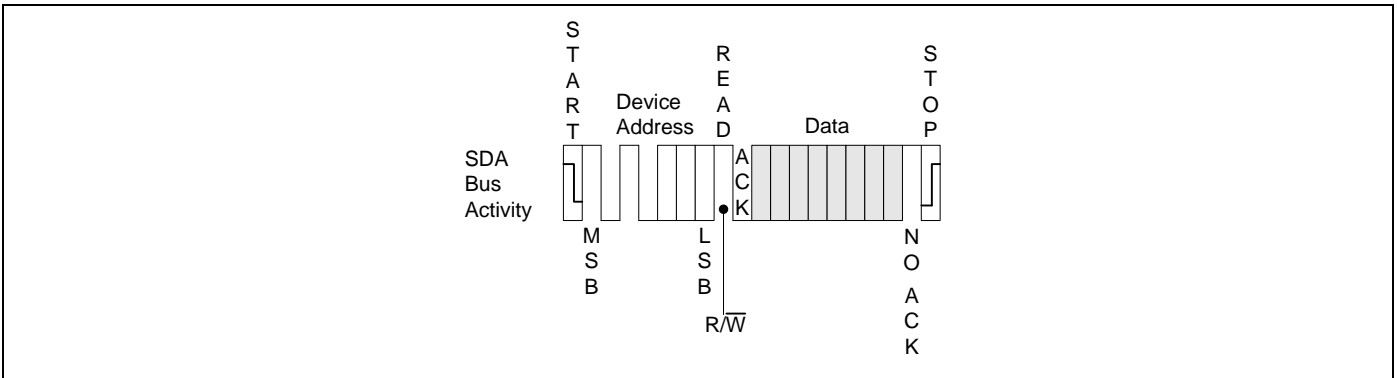 START
READ
STOP
Device
Address
Data
SDA
Bus
Activity
ACK
MSB
LSB
NO ACK
R/W̅